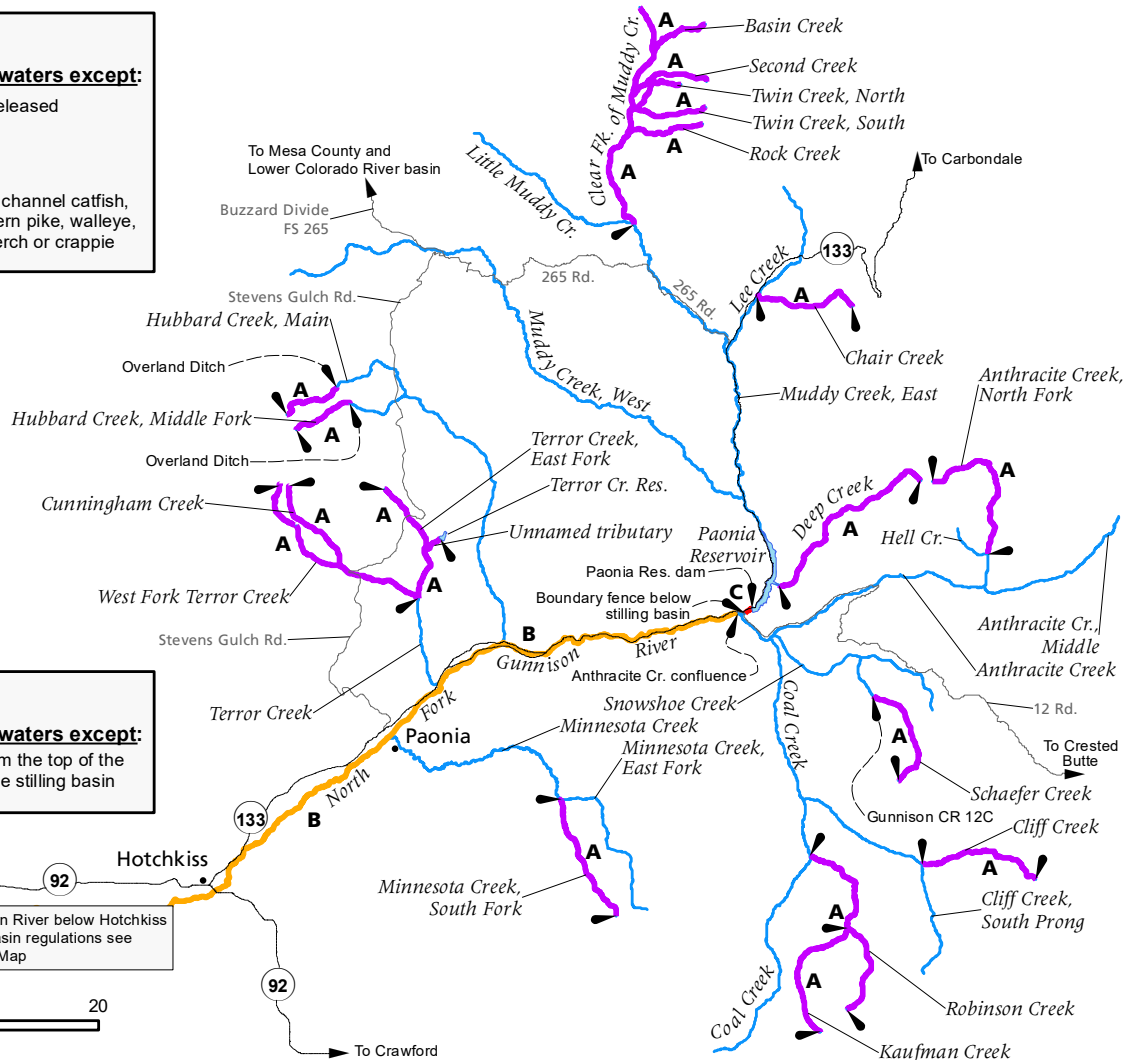 waters except:
eleased
channel catfish,
ern pike, walleye,
erch or crappie
A
Basin Creek
A
Second Creek
Twin Creek, North
A
Twin Creek, South
A
Rock Creek
Clear Fk. of Muddy Cr.
A
Little Muddy Cr.
To Mesa County and
Lower Colorado River basin
To Carbondale
Buzzard Divide
FS 265
133
265 Rd.
265 Rd.
Lee Creek
A
Chair Creek
Stevens Gulch Rd.
Hubbard Creek, Main
Muddy Creek, West
Overland Ditch
A
Hubbard Creek, Middle Fork
A
Overland Ditch
Muddy Creek, East
Anthracite Creek,
North Fork
A
Terror Creek,
East Fork
Terror Cr. Res.
Cunningham Creek
A
A
A
Unnamed tributary
Deep Creek
A
Hell Cr.
Paonia
Reservoir
Paonia Res. dam
C
Boundary fence below
stilling basin
A
West Fork Terror Creek
Stevens Gulch Rd.
B
Gunnison
River
Anthracite Cr. confluence
Anthracite Cr.,
Middle
Anthracite Creek
Snowshoe Creek
Terror Creek
Fork
North
B
Minnesota Creek
Paonia
Minnesota Creek,
East Fork
Coal Creek
12 Rd.
To Crested
Butte
A
Schaefer Creek
Gunnison CR 12C
Cliff Creek
A
waters except:
m the top of the
e stilling basin
133
Hotchkiss
92
A
Minnesota Creek,
South Fork
Cliff Creek,
South Prong
n River below Hotchkiss
asin regulations see
Map
A
A
Robinson Creek
92
Coal Creek
20
To Crawford
Kaufman Creek